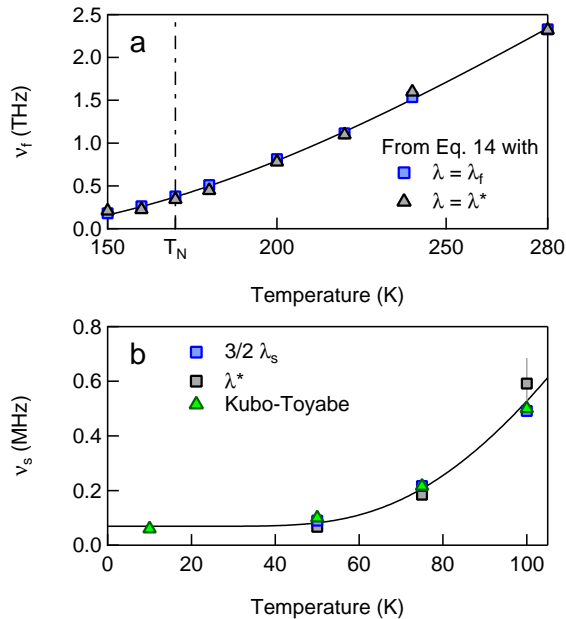 a
2.5
2.0
1.5
1.0
0.5
0.0
ν_f (THz)
From Eq. 14 with
λ = λ_f
λ = λ*
150
T_N
200
250
280
Temperature (K)
b
3/2 λ_s
λ*
Kubo-Toyabe
0.8
0.6
0.4
0.2
0.0
ν_s (MHz)
0
20
40
60
80
100
Temperature (K)